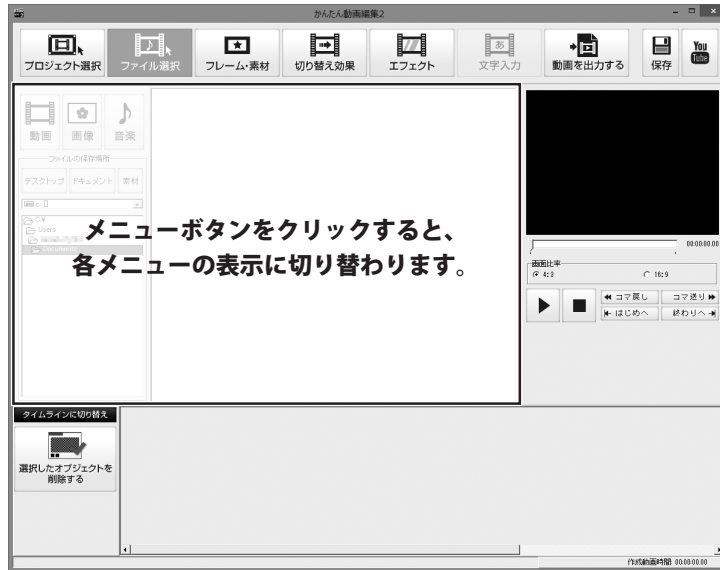 かんたん動画編集2
プロジェクト選択
ファイル選択
フレーム・素材
切り替え効果
エフェクト
あ
文字入力
動画を出力する
保存
You
Tube
動画
画像
音楽
ファイルの保存場所
デスクトップ
ドキュメント
素材
c: []
C:¥
Users
Documents
メニューボタンをクリックすると、
各メニューの表示に切り替わります。
00:00:00.00
画面比率
4:3
16:9
コマ戻し
コマ送り
はじめへ
終わりへ
タイムラインに切り替え
選択したオブジェクトを
削除する
作成動画時間 00:00:00.00